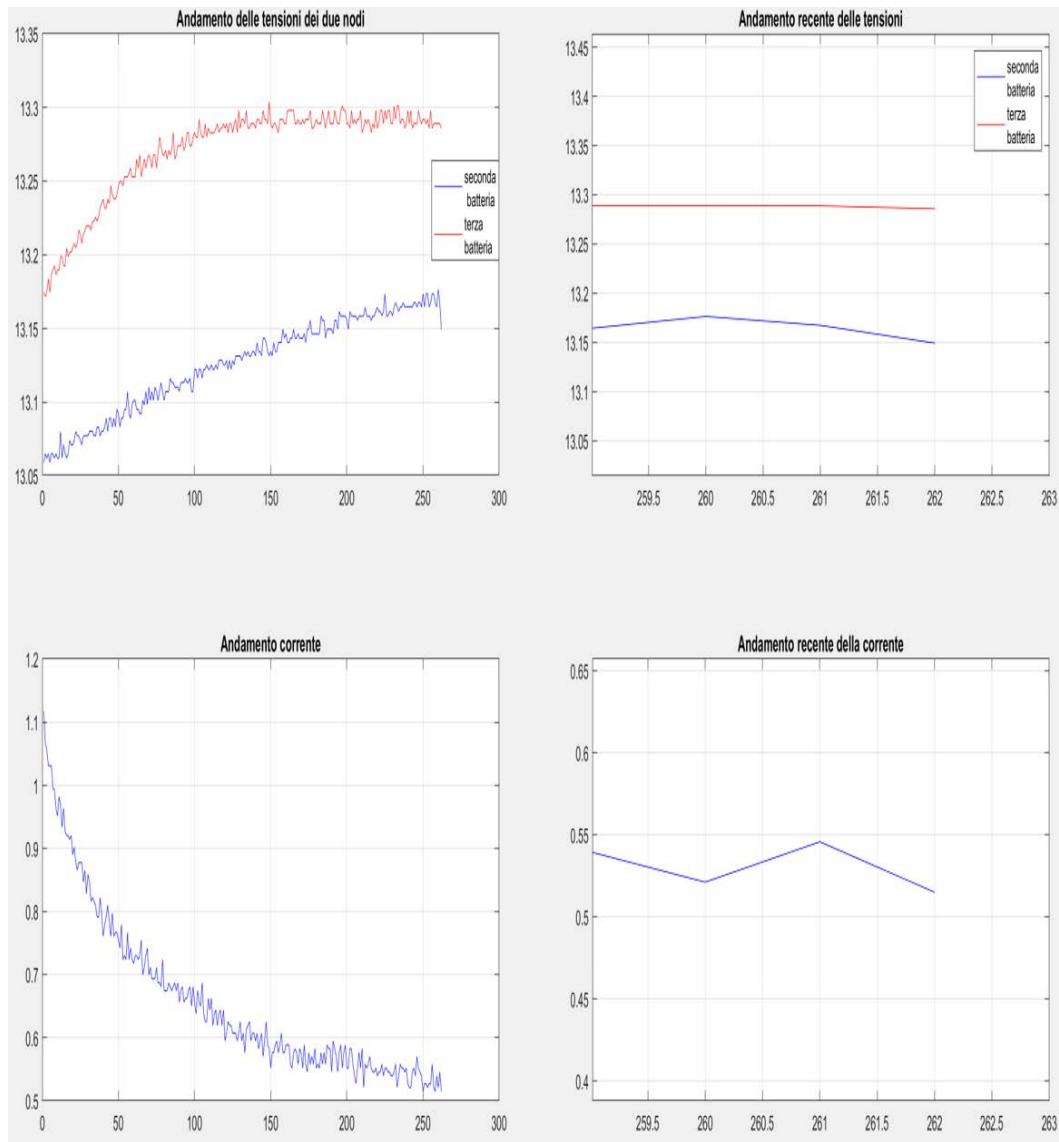 Andamento delle tensioni dei due nodi
13.35
13.3
13.25
13.2
13.15
13.1
13.05
0 50 100 150 200 250 300
seconda
batteria
terza
batteria
Andamento recente delle tensioni
13.45
13.4
13.35
13.3
13.25
13.2
13.15
13.1
13.05
259.5 260 260.5 261 261.5 262 262.5 263
seconda
batteria
terza
batteria
Andamento corrente
1.2
1.1
1
0.9
0.8
0.7
0.6
0.5
0 50 100 150 200 250 300
Andamento recente della corrente
0.65
0.6
0.55
0.5
0.45
0.4
259.5 260 260.5 261 261.5 262 262.5 263